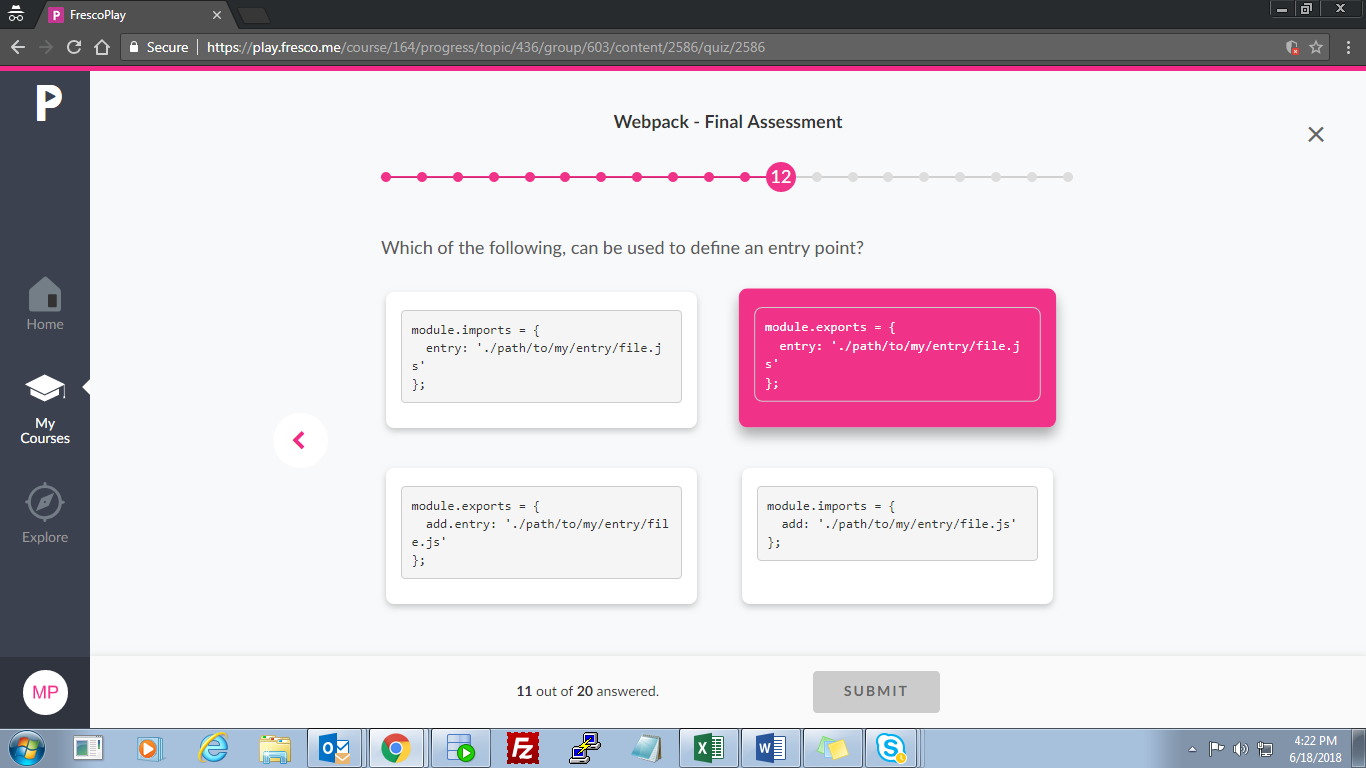 FrescoPlay
Secure
https://play.fresco.me/course/164/progress/topic/436/group/603/content/2586/quiz/2586
P
Webpack - Final Assessment
12
Which of the following, can be used to define an entry point?
module.imports = {
entry: './path/to/my/entry/file.j
s'
};
module.exports = {
entry: './path/to/my/entry/file.j
s'
};
module.exports = {
add.entry: './path/to/my/entry/fil
e.js'
};
module.imports = {
add: './path/to/my/entry/file.js'
};
Home
My
Courses
Explore
MP
11 out of 20 answered.
SUBMIT
4:22 PM
6/18/2018